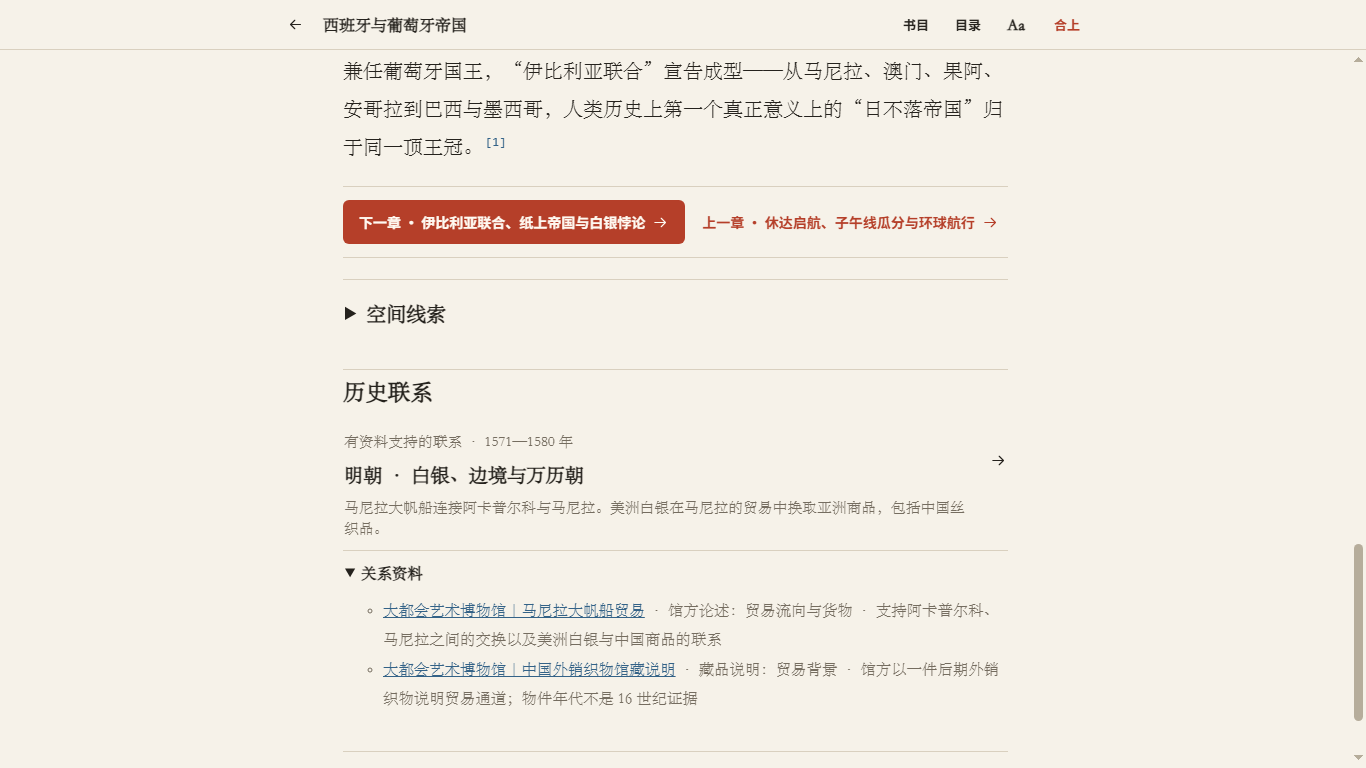 ← 西班牙与葡萄牙帝国 书目 目录 Aa 合上
兼任葡萄牙国王，“伊比利亚联合”宣告成型——从马尼拉、澳门、果阿、
安哥拉到巴西与墨西哥，人类历史上第一个真正意义上的“日不落帝国”归
于同一顶王冠。[1]
下一章 · 伊比利亚联合、纸上帝国与白银悖论 → 上一章 · 休达启航、子午线瓜分与环球航行 →
▶ 空间线索
历史联系
有资料支持的联系 · 1571—1580 年
明朝 · 白银、边境与万历朝 →
马尼拉大帆船连接阿卡普尔科与马尼拉。美洲白银在马尼拉的贸易中换取亚洲商品，包括中国丝
织品。
▼ 关系资料
大都会艺术博物馆｜马尼拉大帆船贸易 · 馆方论述：贸易流向与货物 · 支持阿卡普尔科、
马尼拉之间的交换以及美洲白银与中国商品的联系
大都会艺术博物馆｜中国外销织物馆藏说明 · 藏品说明：贸易背景 · 馆方以一件后期外销
织物说明贸易通道；物件年代不是 16 世纪证据